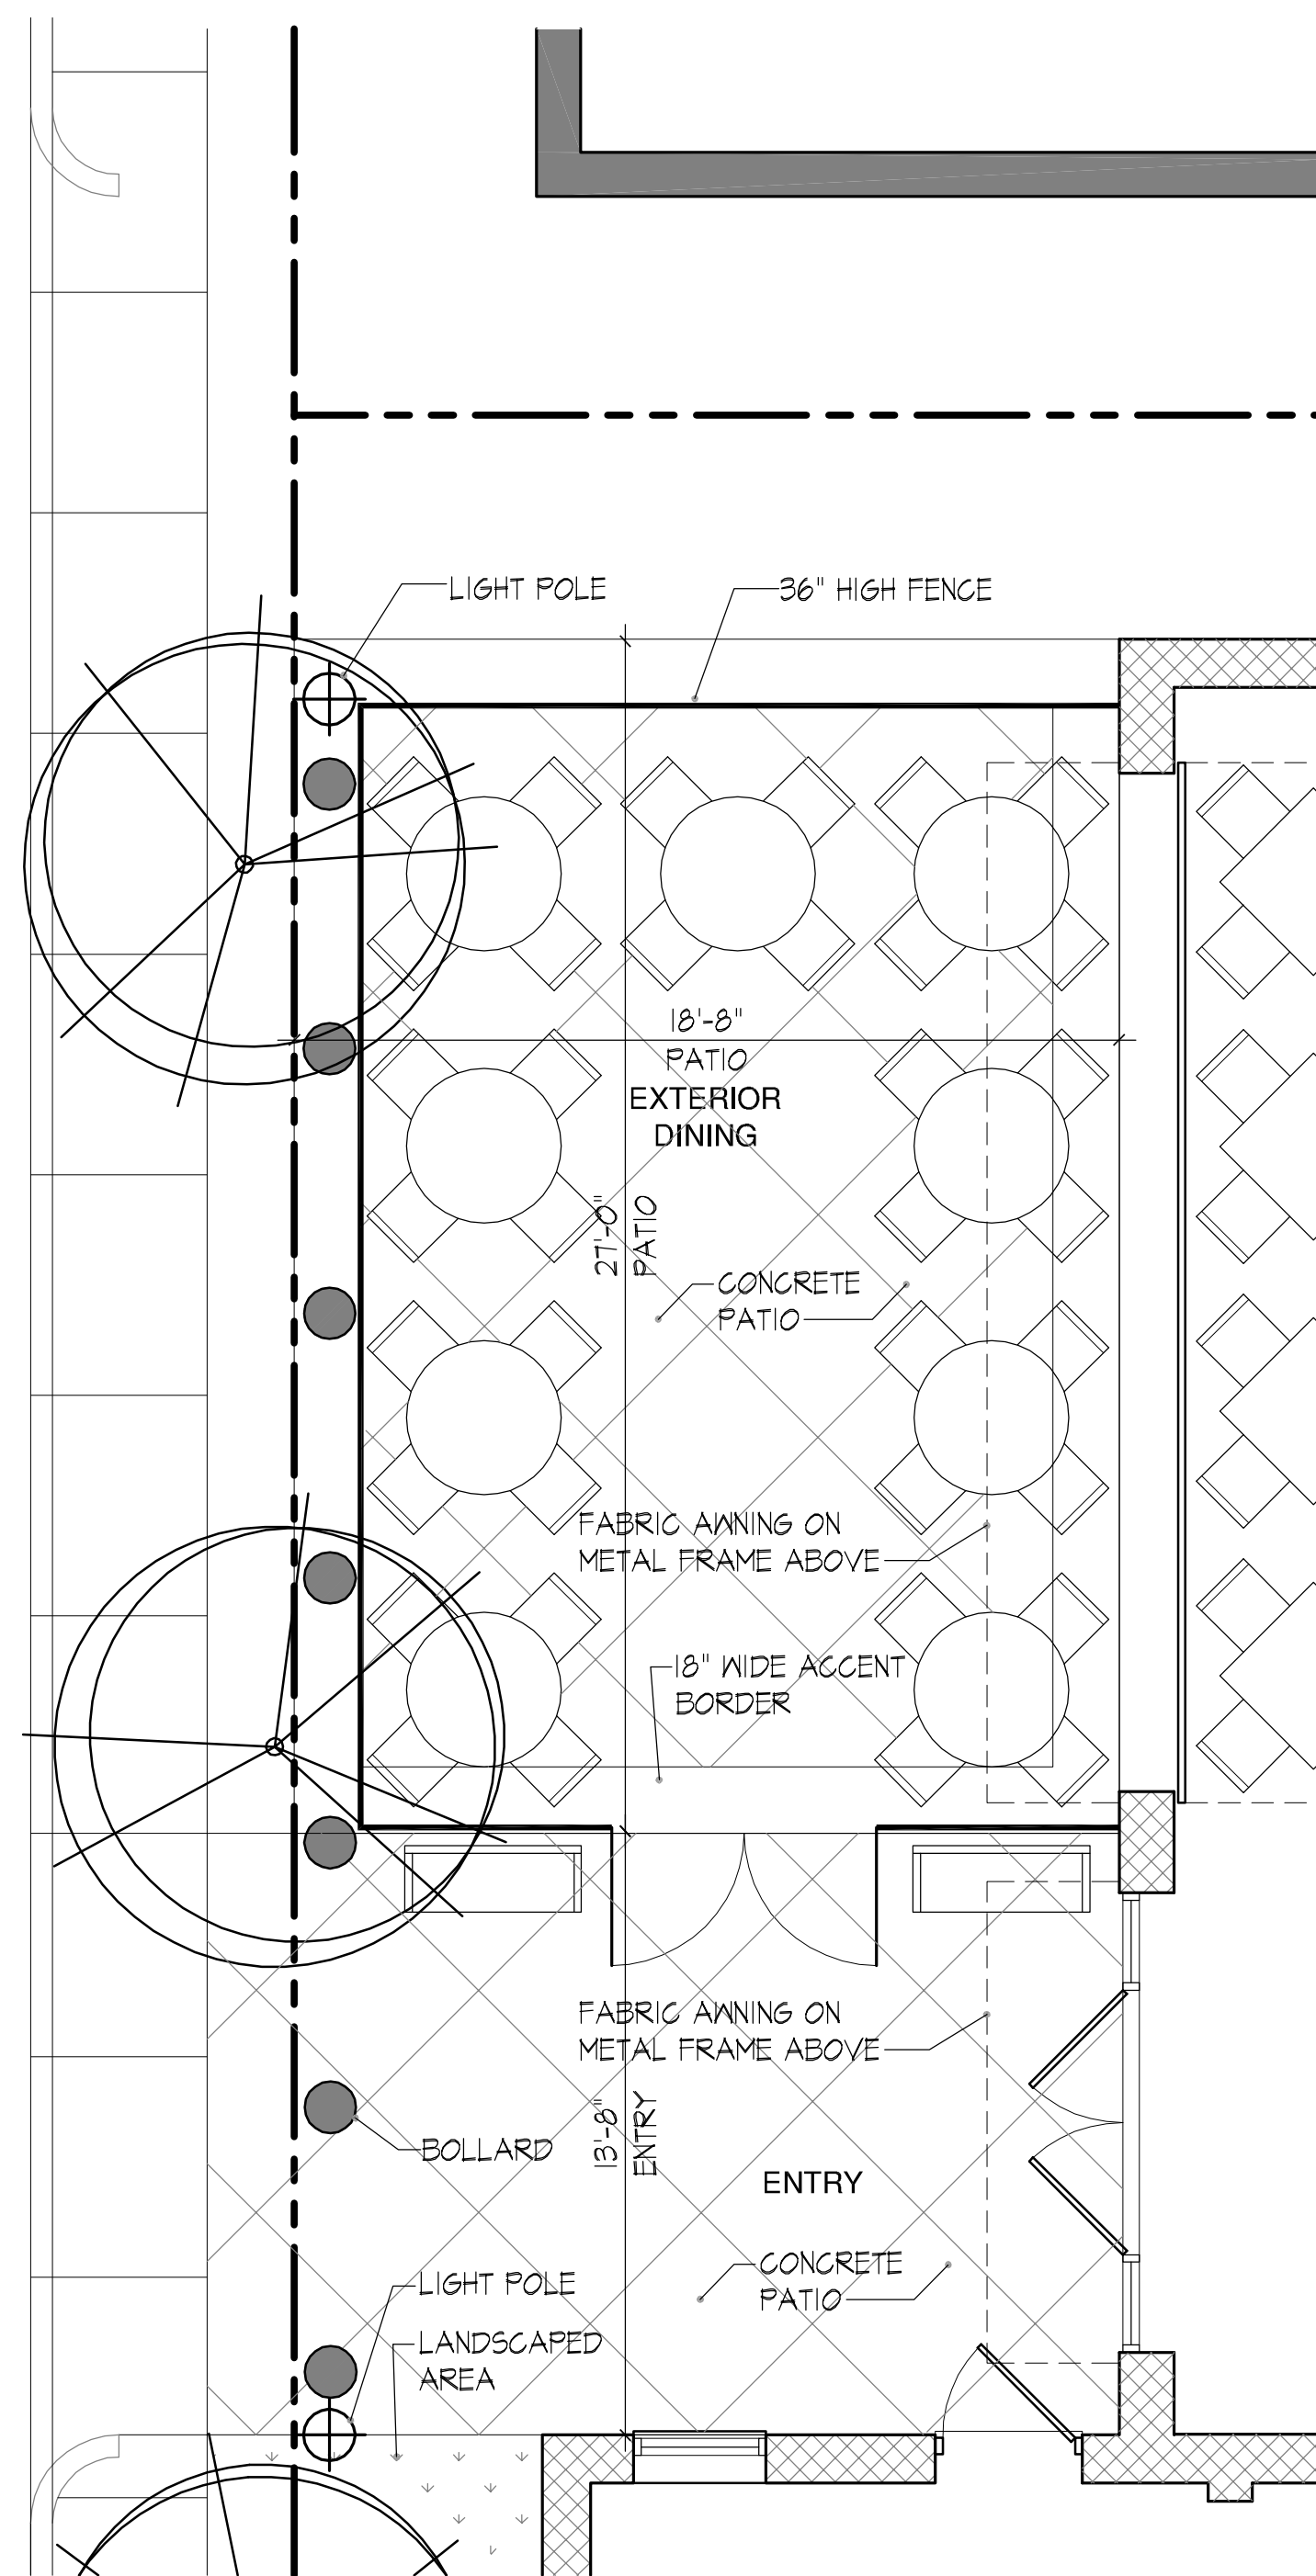 LIGHT POLE
36" HIGH FENCE
18'-8"
PATIO
EXTERIOR
DINING
27'-0"
PATIO
CONCRETE
PATIO
FABRIC AWNING ON
METAL FRAME ABOVE
18" WIDE ACCENT
BORDER
FABRIC AWNING ON
METAL FRAME ABOVE
13'-8"
ENTRY
BOLLARD
ENTRY
CONCRETE
PATIO
LIGHT POLE
LANDSCAPED
AREA